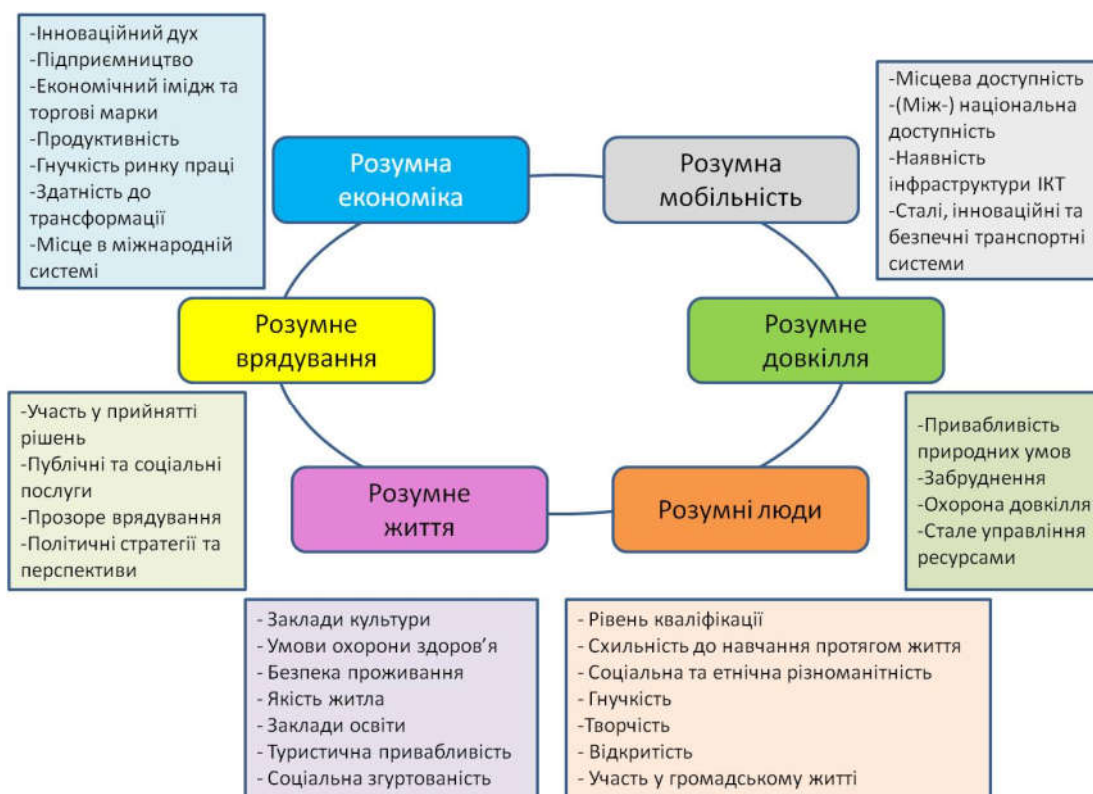 -Інноваційний дух
-Підприємництво
-Економічний імідж та
торгові марки
-Продуктивність
-Гнучкість ринку праці
-Здатність до
трансформації
-Місце в міжнародній
системі
Розумна
економіка
Розумна
мобільність
-Місцева доступність
-(Між-) національна
доступність
-Наявність
інфраструктури ІКТ
-Сталі, інноваційні та
безпечні транспортні
системи
Розумне
врядування
Розумне
довкілля
-Участь у прийнятті
рішень
-Публічні та соціальні
послуги
-Прозоре врядування
-Політичні стратегії та
перспективи
Розумне
життя
Розумні люди
-Привабливість
природних умов
-Забруднення
-Охорона довкілля
-Стале управління
ресурсами
- Заклади культури
- Умови охорони здоров’я
- Безпека проживання
- Якість житла
- Заклади освіти
- Туристична привабливість
- Соціальна згуртованість
- Рівень кваліфікації
- Схильність до навчання протягом життя
- Соціальна та етнічна різноманітність
- Гнучкість
-Творчість
- Відкритість
- Участь у громадському житті